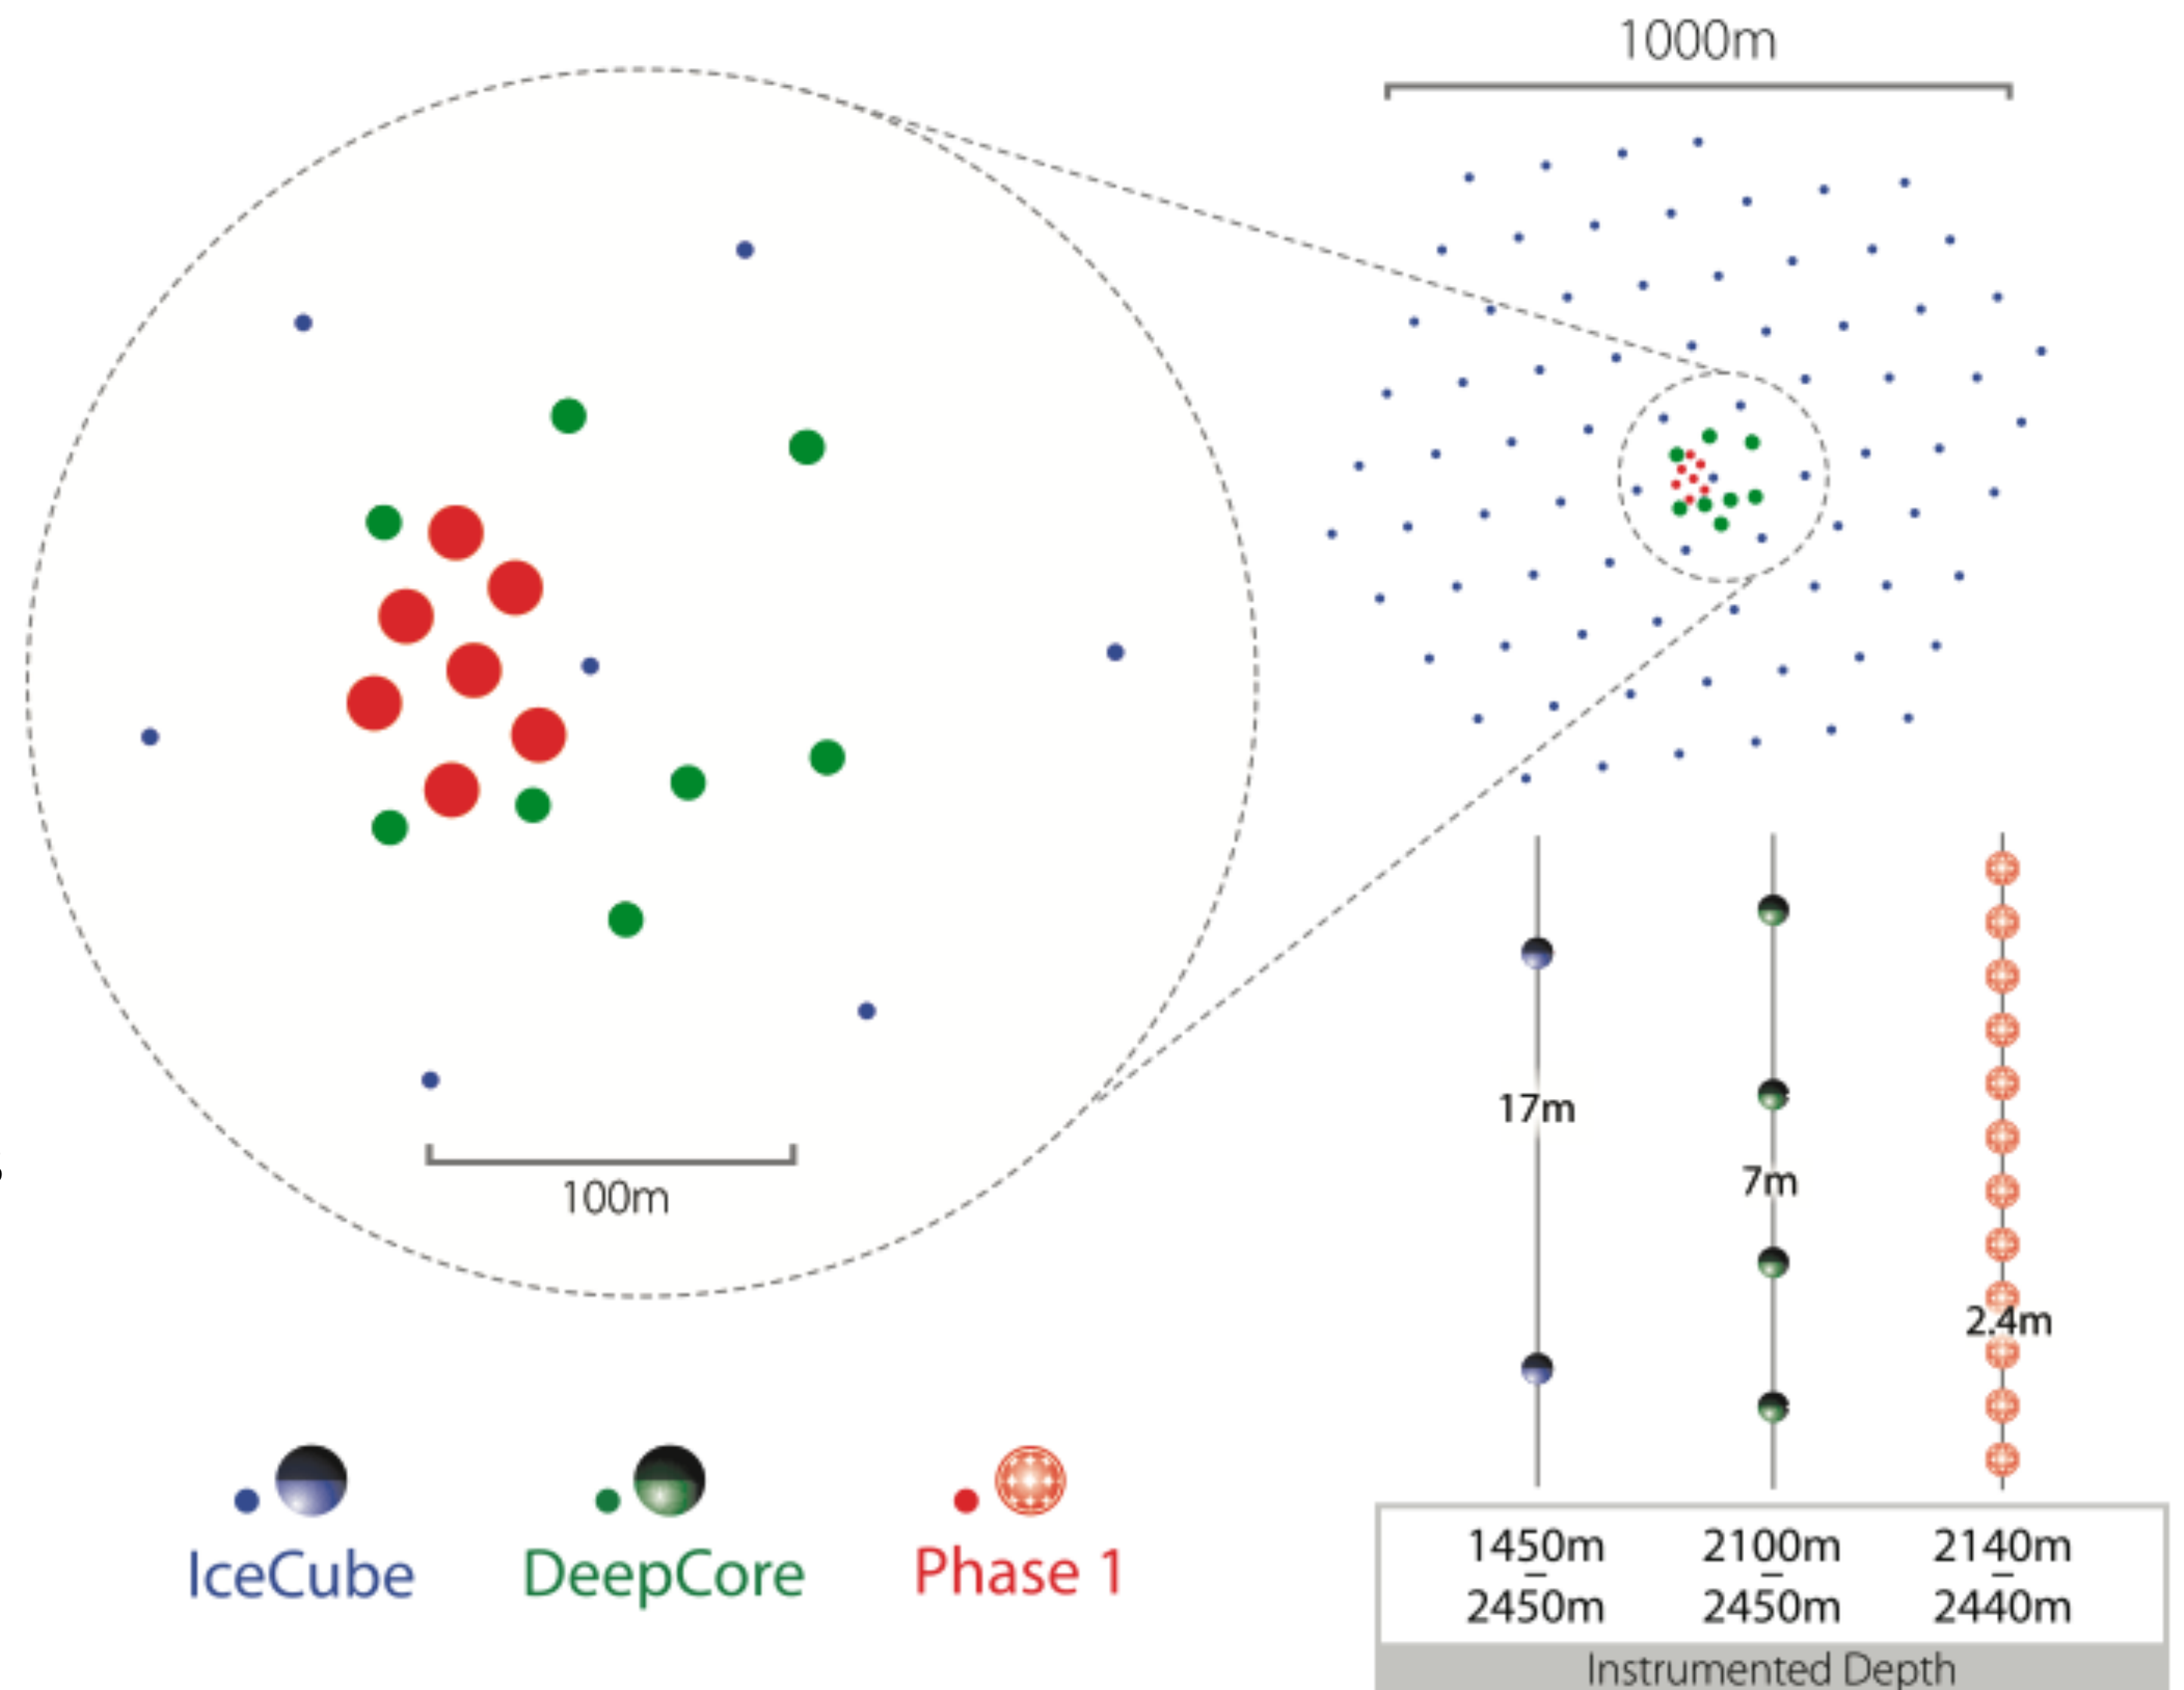 1000m
100m
17m
7m
2.4m
IceCube
DeepCore
Phase 1
1450m
–
2450m
2100m
–
2450m
2140m
–
2440m
Instrumented Depth